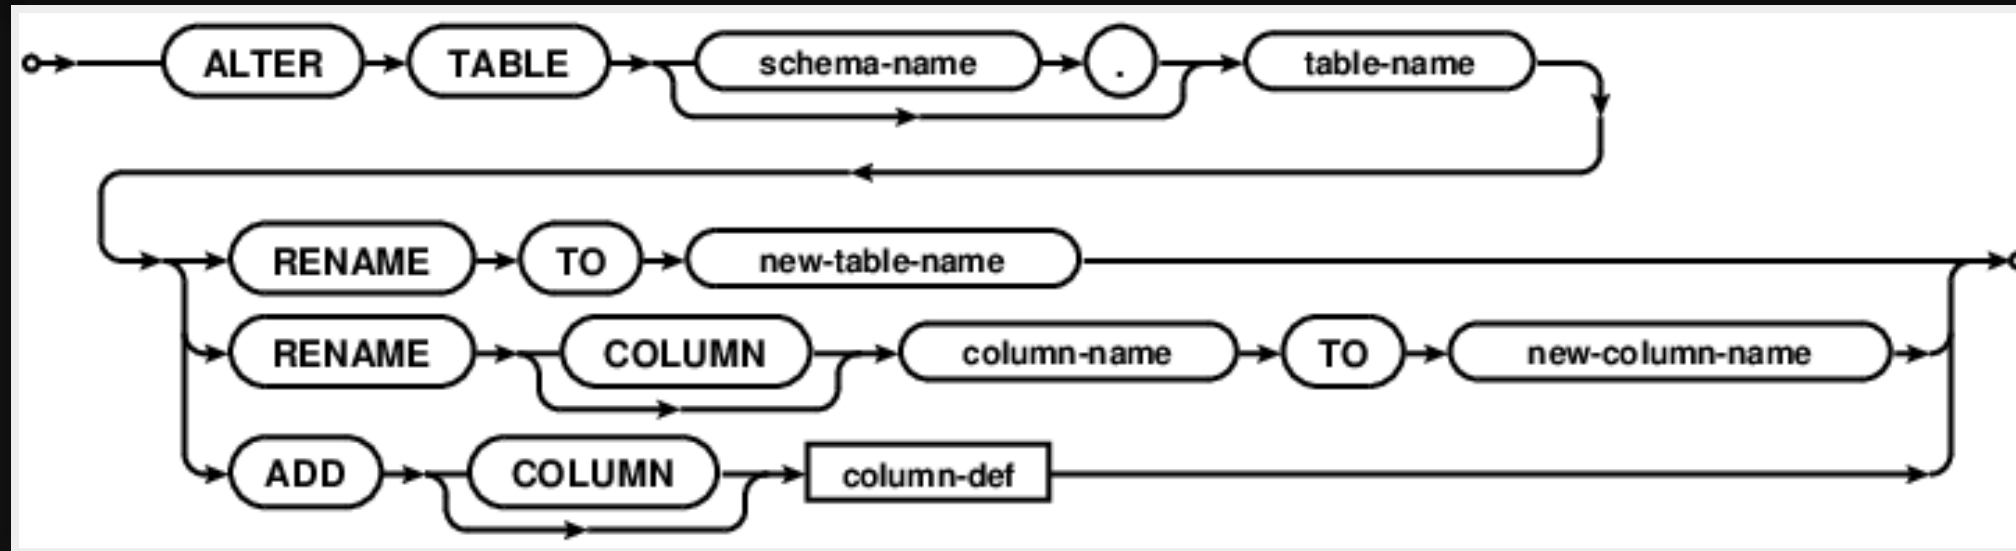 ALTER TABLE schema-name . table-name
RENAME TO new-table-name
RENAME COLUMN column-name TO new-column-name
ADD COLUMN column-def